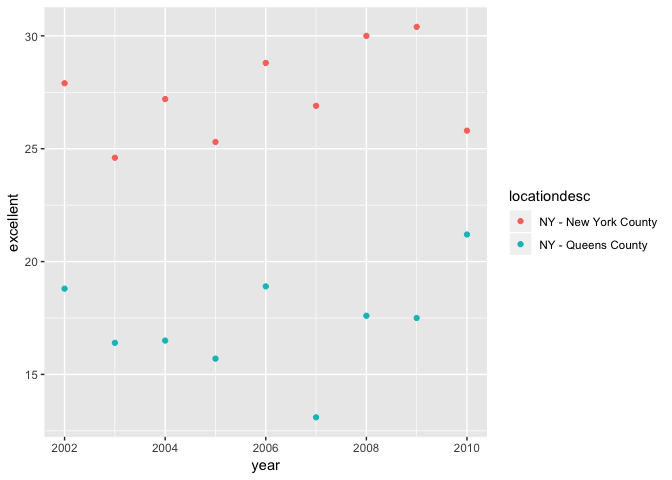 30
25
20
15
excellent
2002 2004 2006 2008 2010
year
locationdesc
NY - New York County
NY - Queens County